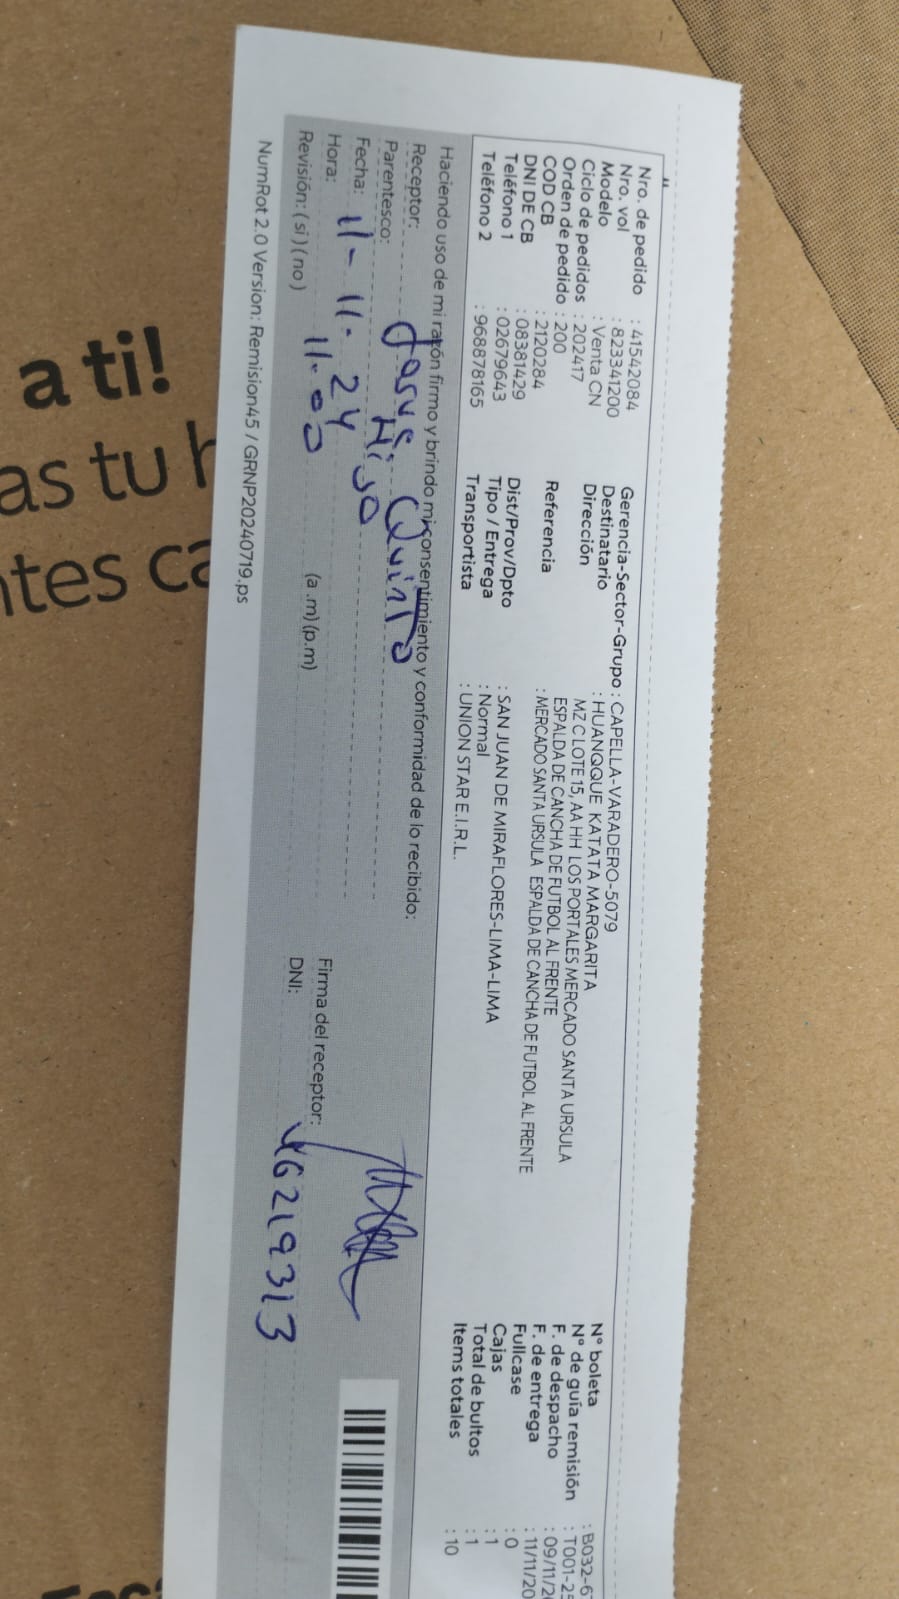 Nro. de pedido : 41542084
Nro. vol : 823341200
Modelo : Venta CN
Ciclo de pedidos : 202417
Orden de pedido : 200
COD CB : 2120284
DNI DE CB : 08381429
Teléfono 1 : 02679643
Teléfono 2 : 968878165
Gerencia-Sector-Grupo : CAPELLA-VARADERO-5079
Destinatario : HUANQQUE KATATA MARGARITA
Dirección MZ C LOTE 15, AA HH LOS PORTALES MERCADO SANTA URSULA
ESPALDA DE CANCHA DE FUTBOL AL FRENTE
Referencia : MERCADO SANTA URSULA ESPALDA DE CANCHA DE FUTBOL AL FRENTE
Dist/Prov/Dpto : SAN JUAN DE MIRAFLORES-LIMA-LIMA
Tipo / Entrega : Normal
Transportista : UNION STAR E.I.R.L.
N° boleta : B032-6
N° de guía remisión : T001-25
F. de despacho : 09/11/2
F. de entrega : 11/11/20
Fullcase : 0
Cajas : 1
Total de bultos : 1
Items totales : 10
Haciendo uso de mi razón firmo y brindo mi consentimiento y conformidad de lo recibido:
Receptor: Quinto
Parentesco: Hijo
Fecha: 11-11-24
Hora: 11:00 (a .m) (p.m)
Revisión: ( si ) ( no )
Firma del receptor:
DNI: 46219313
NumRot 2.0 Version: Remision45 / GRNP20240719.ps
a ti!
as tu
ntes ca